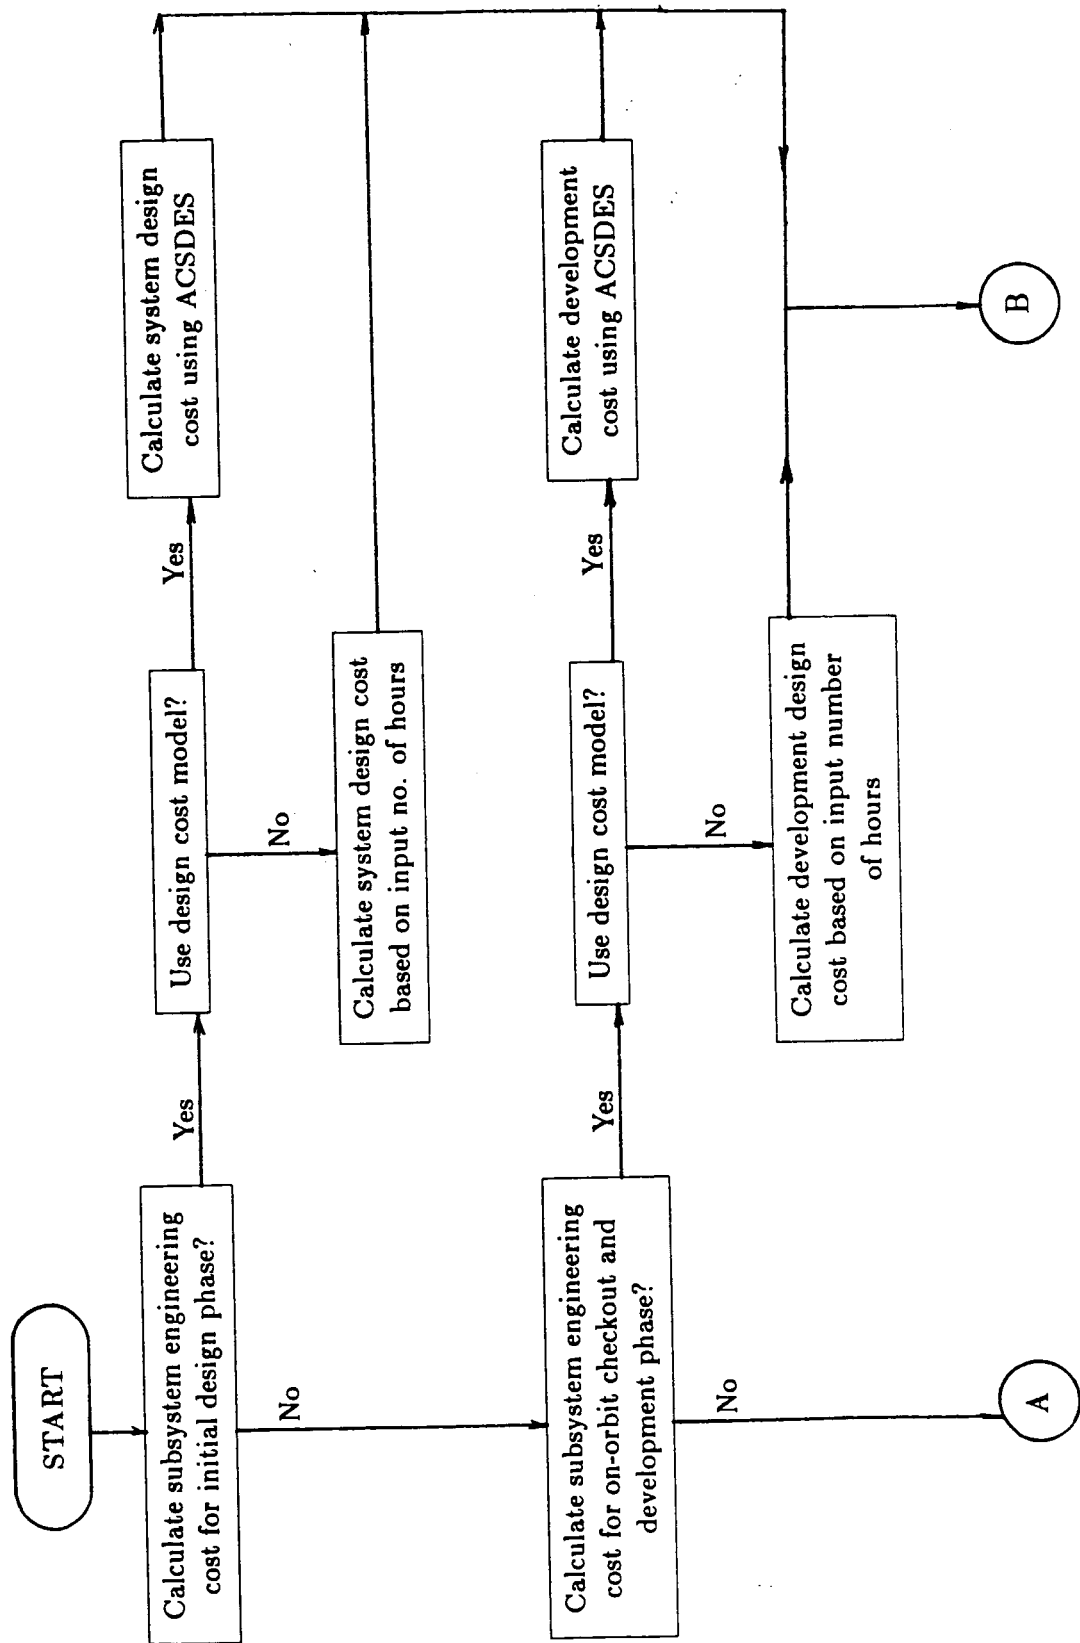 START
Calculate subsystem engineering
cost for initial design phase?
Yes
Use design cost model?
Yes
Calculate system design
cost using ACSDES
No
Calculate system design cost
based on input no. of hours
No
Calculate subsystem engineering
cost for on-orbit checkout and
development phase?
Yes
Use design cost model?
Yes
Calculate development
cost using ACSDES
No
Calculate development design
cost based on input number
of hours
No
A
B